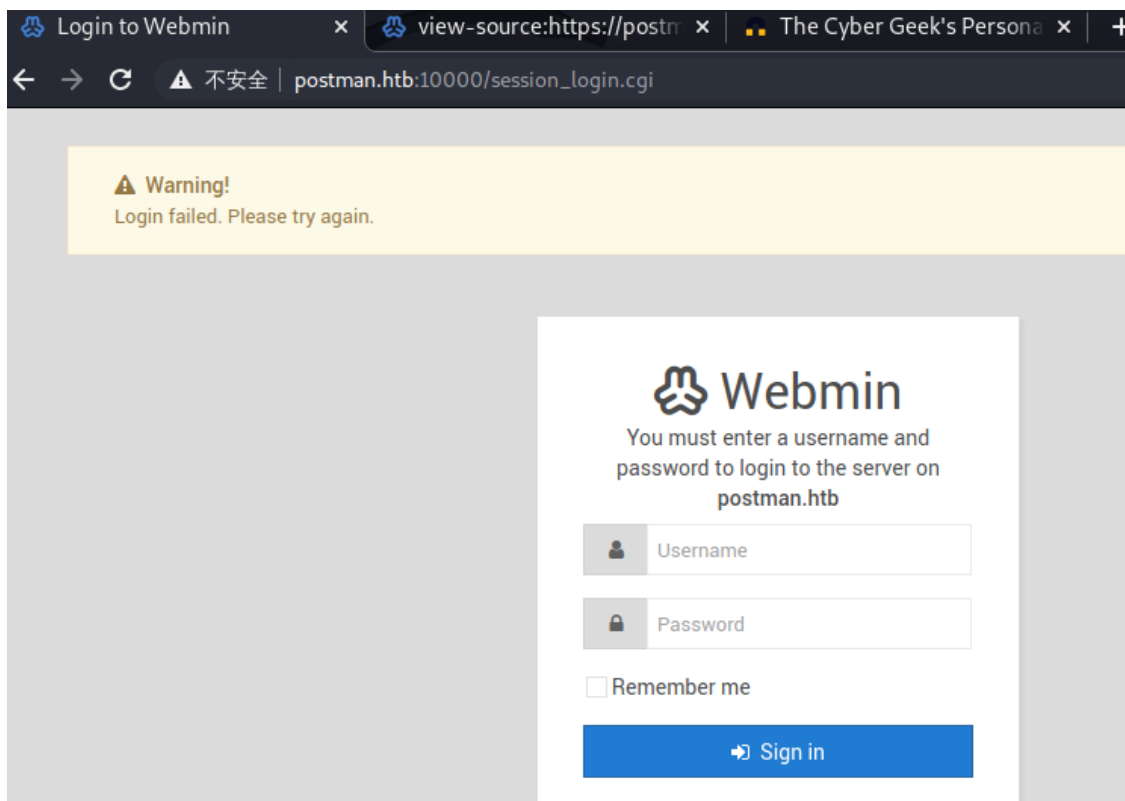 Login to Webmin
view-source:https://postm
The Cyber Geek's Persona
不安全 postman.htb:10000/session_login.cgi
Warning!
Login failed. Please try again.
Webmin
You must enter a username and
password to login to the server on
postman.htb
Username
Password
Remember me
Sign in